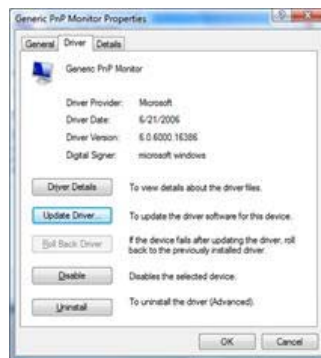 Generic PnP Monitor Properties
General Driver Details
Generic PnP Monitor
Driver Provider: Microsoft
Driver Date: 6/21/2006
Driver Version: 6.0.6000.16386
Digital Signer: microsoft windows
Driver Details To view details about the driver files.
Update Driver... To update the driver software for this device.
Roll Back Driver If the device fails after updating the driver, roll
back to the previously installed driver.
Disable Disables the selected device.
Uninstall To uninstall the driver (Advanced).
OK Cancel